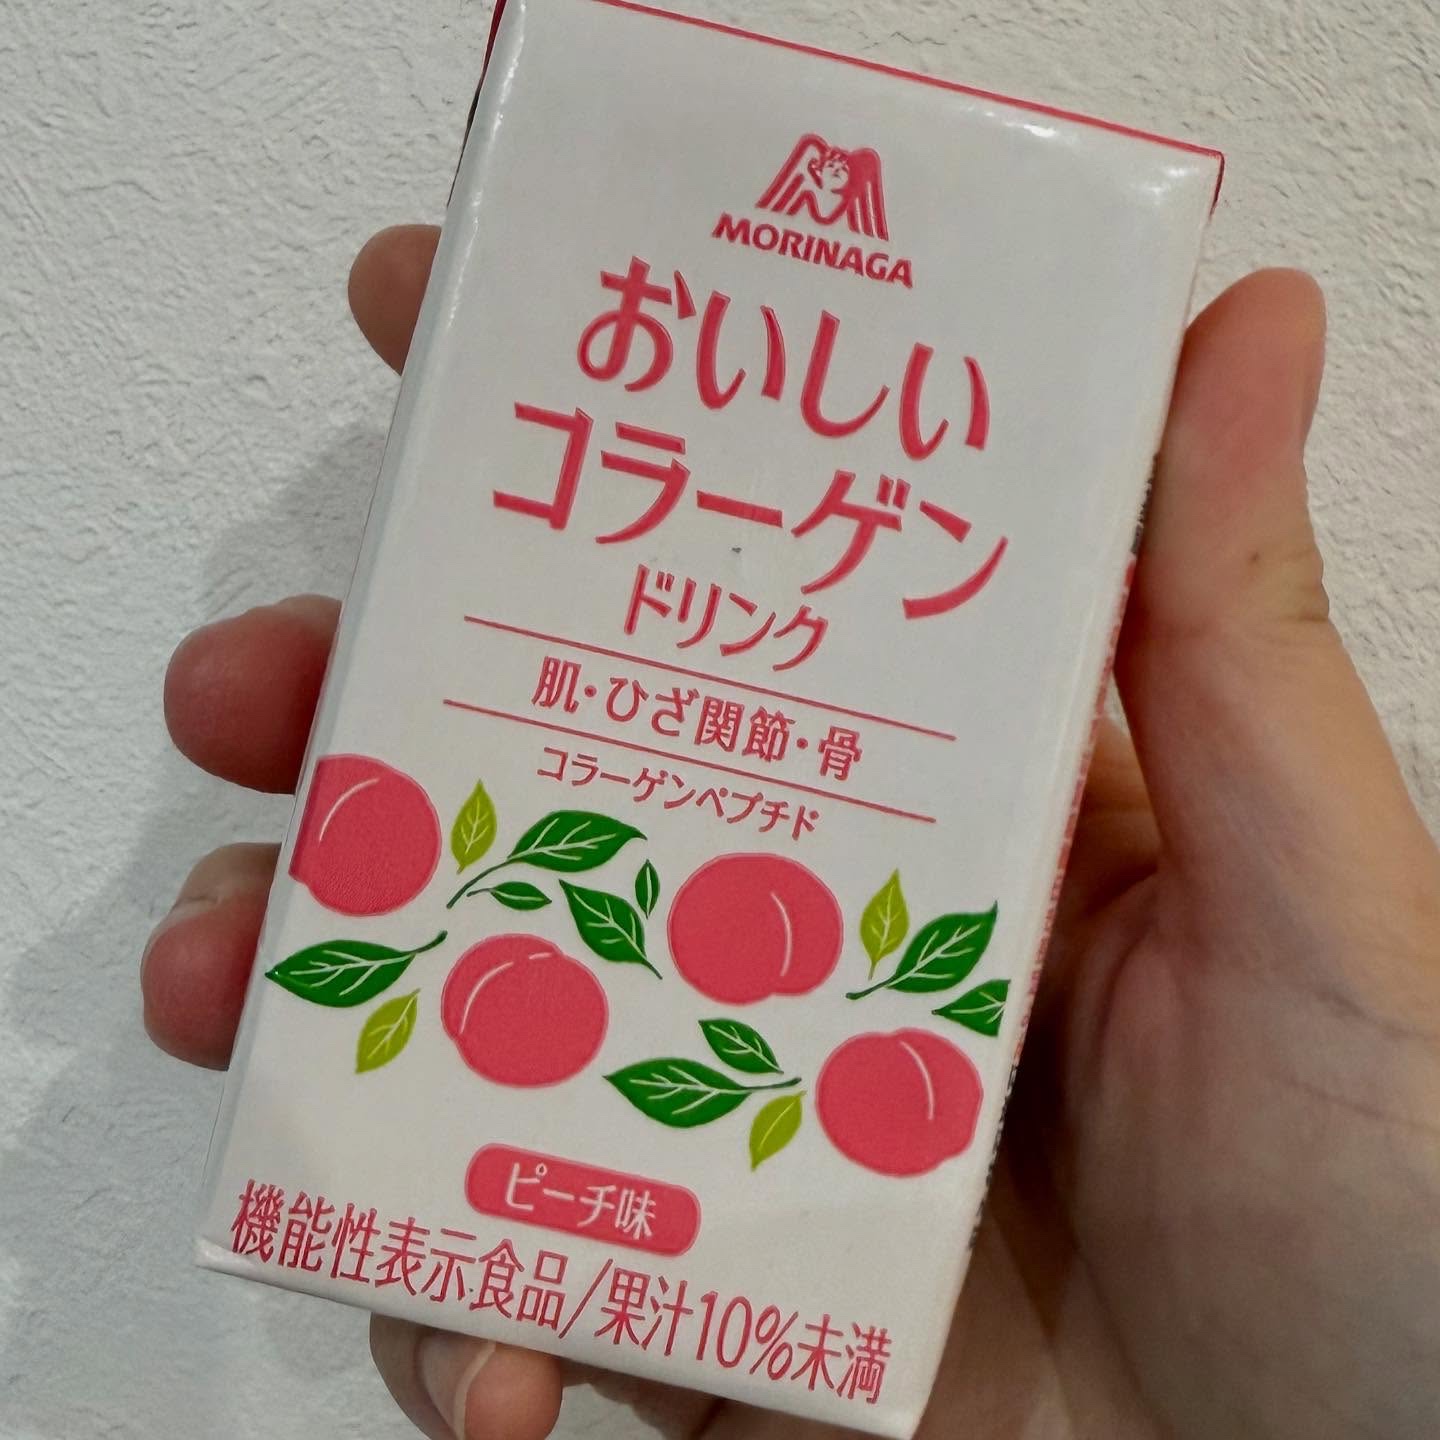 MORINAGA
おいしい
コラーゲン
ドリンク
肌・ひざ関節・骨
コラーゲンペプチド
ピーチ味
機能性表示食品/果汁10%未満